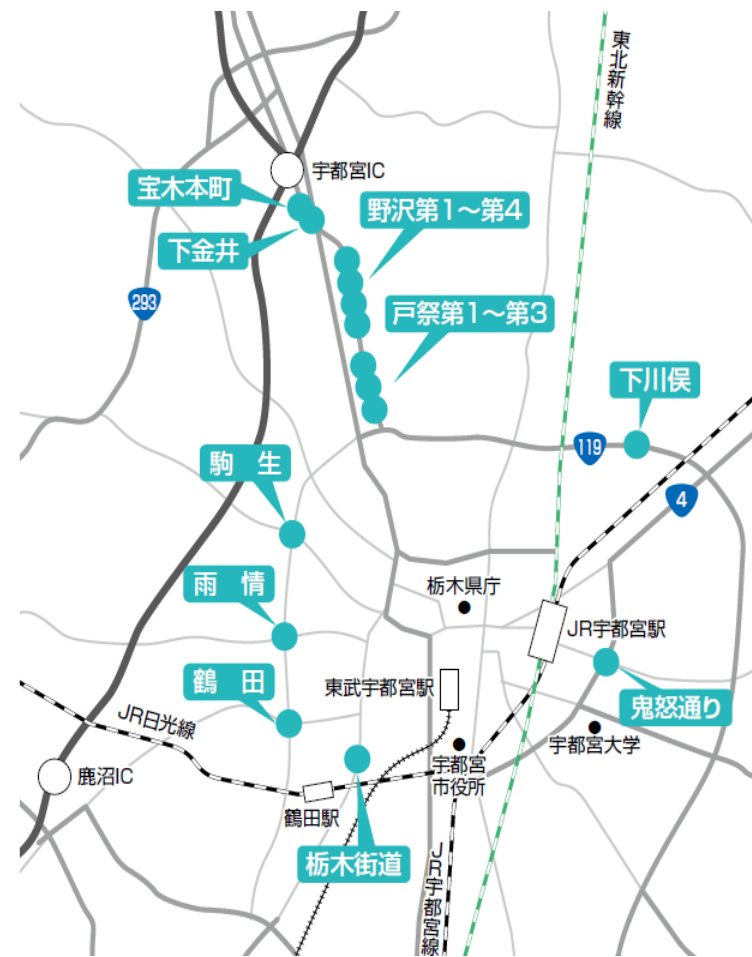 東北新幹線
宇都宮IC
宝木本町
野沢第1～第4
下金井
293
戸祭第1～第3
下川俣
119
駒 生
4
栃木県庁
雨 情
JR宇都宮駅
鶴 田
東武宇都宮駅
鬼怒通り
JR日光線
宇都宮大学
宇都宮
市役所
鹿沼IC
鶴田駅
栃木街道
JR宇都宮線